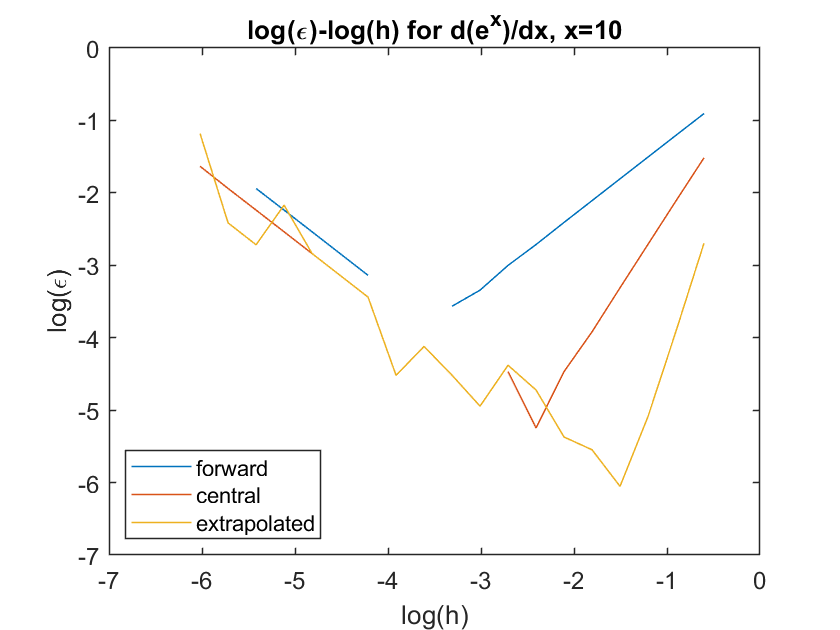 log(ϵ)-log(h) for d(eˣ)/dx, x=10
0
-1
-2
-3
-4
-5
-6
-7
log(ϵ)
forward
central
extrapolated
-7 -6 -5 -4 -3 -2 -1 0
log(h)